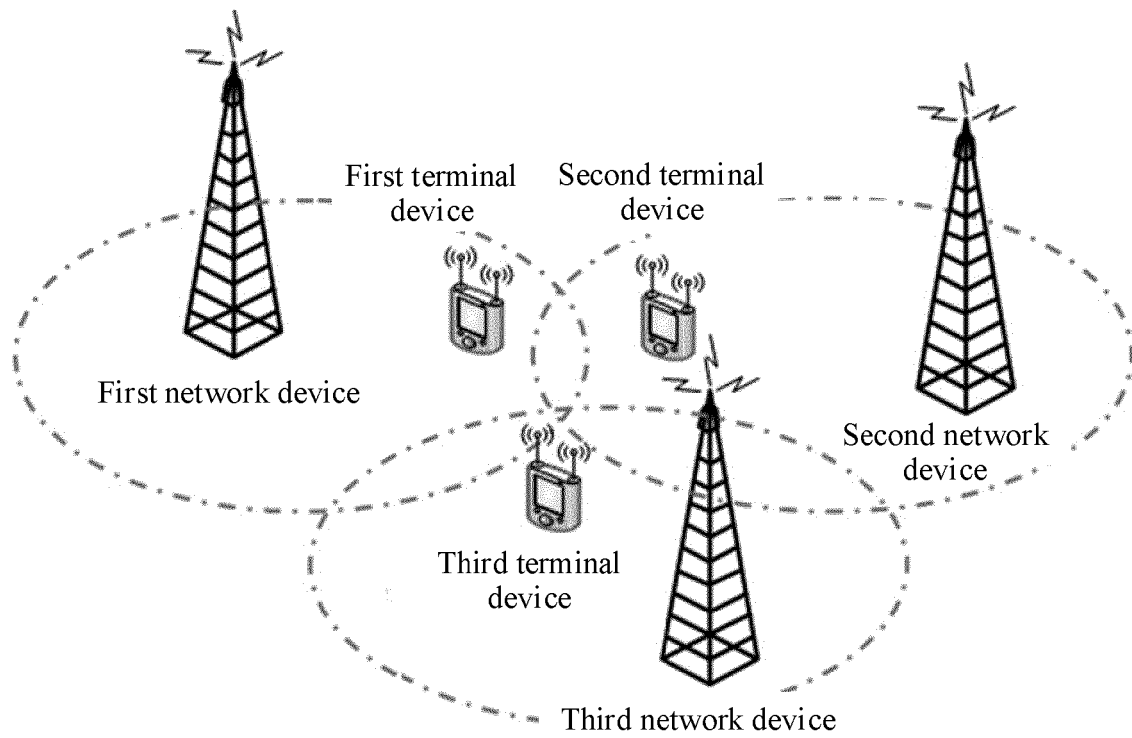 First terminal
device
Second terminal
device
First network device
Second network
device
Third terminal
device
Third network device